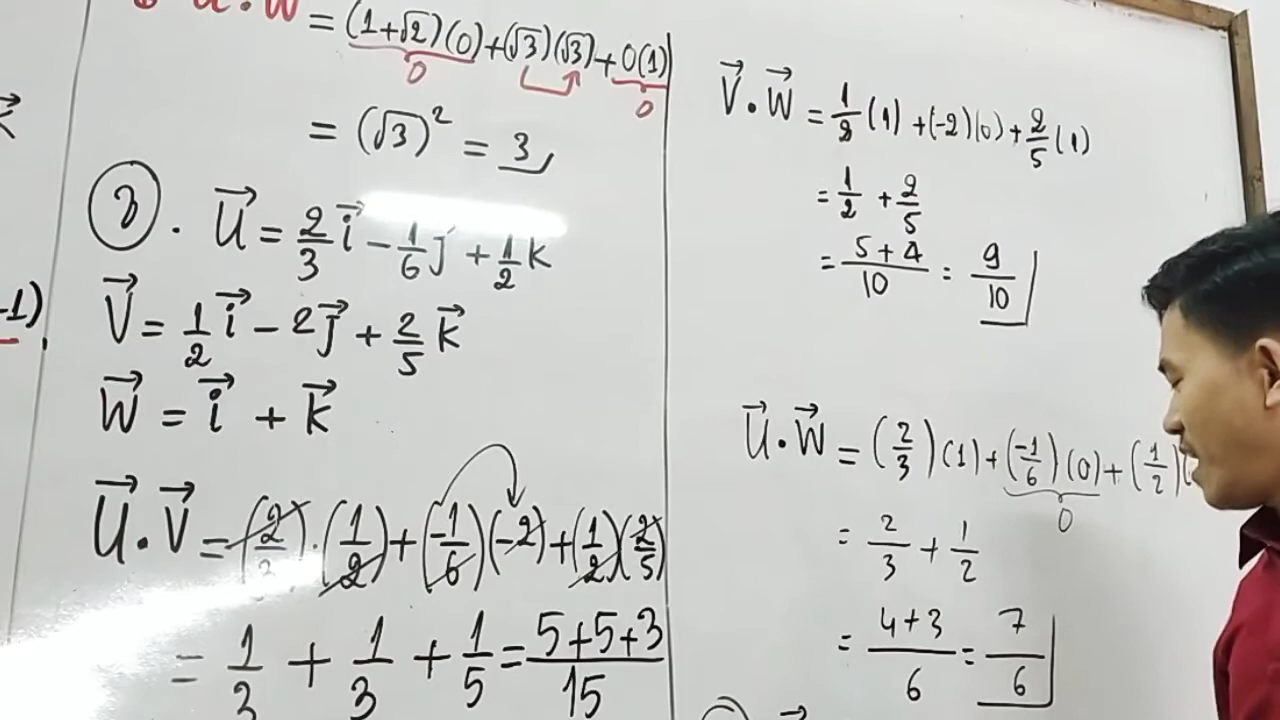 = (1+√2)(0)+(√3)(√3)+0(1)
0 0
= (√3)² = 3
U⃗ = 2/3 i⃗ - 1/6 j + 1/2 k
V⃗ = 1/2 i⃗ - 2j⃗ + 2/5 k⃗
W⃗ = i⃗ + k⃗
U⃗·V⃗ = (2/3)·(1/2)+(-1/6)(-2)+(1/2)(2/5)
= 1/3 + 1/3 + 1/5 = 5+5+3/15
V⃗·W⃗ = 1/2(1)+(-2)(0)+2/5(1)
= 1/2 + 2/5
= 5+4/10 = 9/10
U⃗·W⃗ = (2/3)(1)+(-1/6)(0)+(1/2)(
0
= 2/3 + 1/2
= 4+3/6 = 7/6